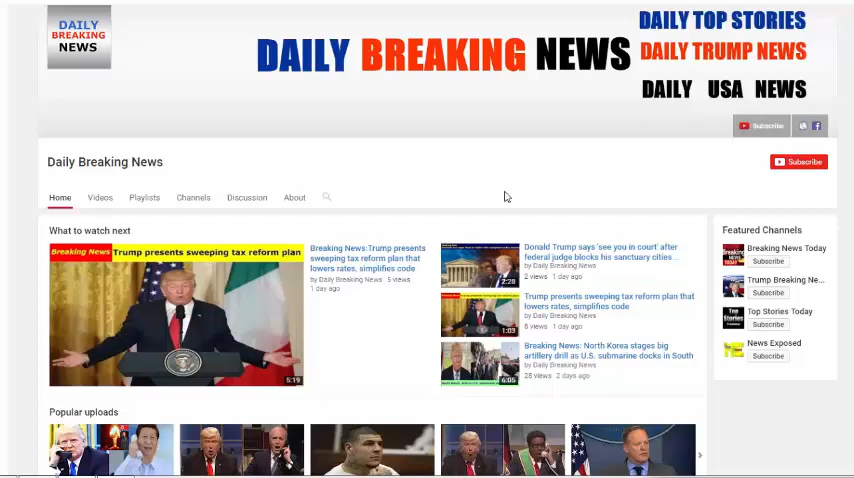 DAILY
BREAKING
NEWS
DAILY BREAKING NEWS
DAILY TOP STORIES
DAILY TRUMP NEWS
DAILY USA NEWS
Subscribe
Daily Breaking News
Subscribe
Home Videos Playlists Channels Discussion About
What to watch next
Breaking News Trump presents sweeping tax reform plan
5:19
Breaking News:Trump presents
sweeping tax reform plan that
lowers rates, simplifies code
by Daily Breaking News 5 views
1 day ago
2:28
Donald Trump says 'see you in court' after
federal judge blocks his sanctuary cities...
by Daily Breaking News
2 views 1 day ago
1:03
Trump presents sweeping tax reform plan that
lowers rates, simplifies code
by Daily Breaking News
6 views 1 day ago
6:05
Breaking News: North Korea stages big
artillery drill as U.S. submarine docks in South
by Daily Breaking News
28 views 2 days ago
Featured Channels
Breaking News Today
Subscribe
Trump Breaking Ne...
Subscribe
Top Stories Today
Subscribe
News Exposed
Subscribe
Popular uploads